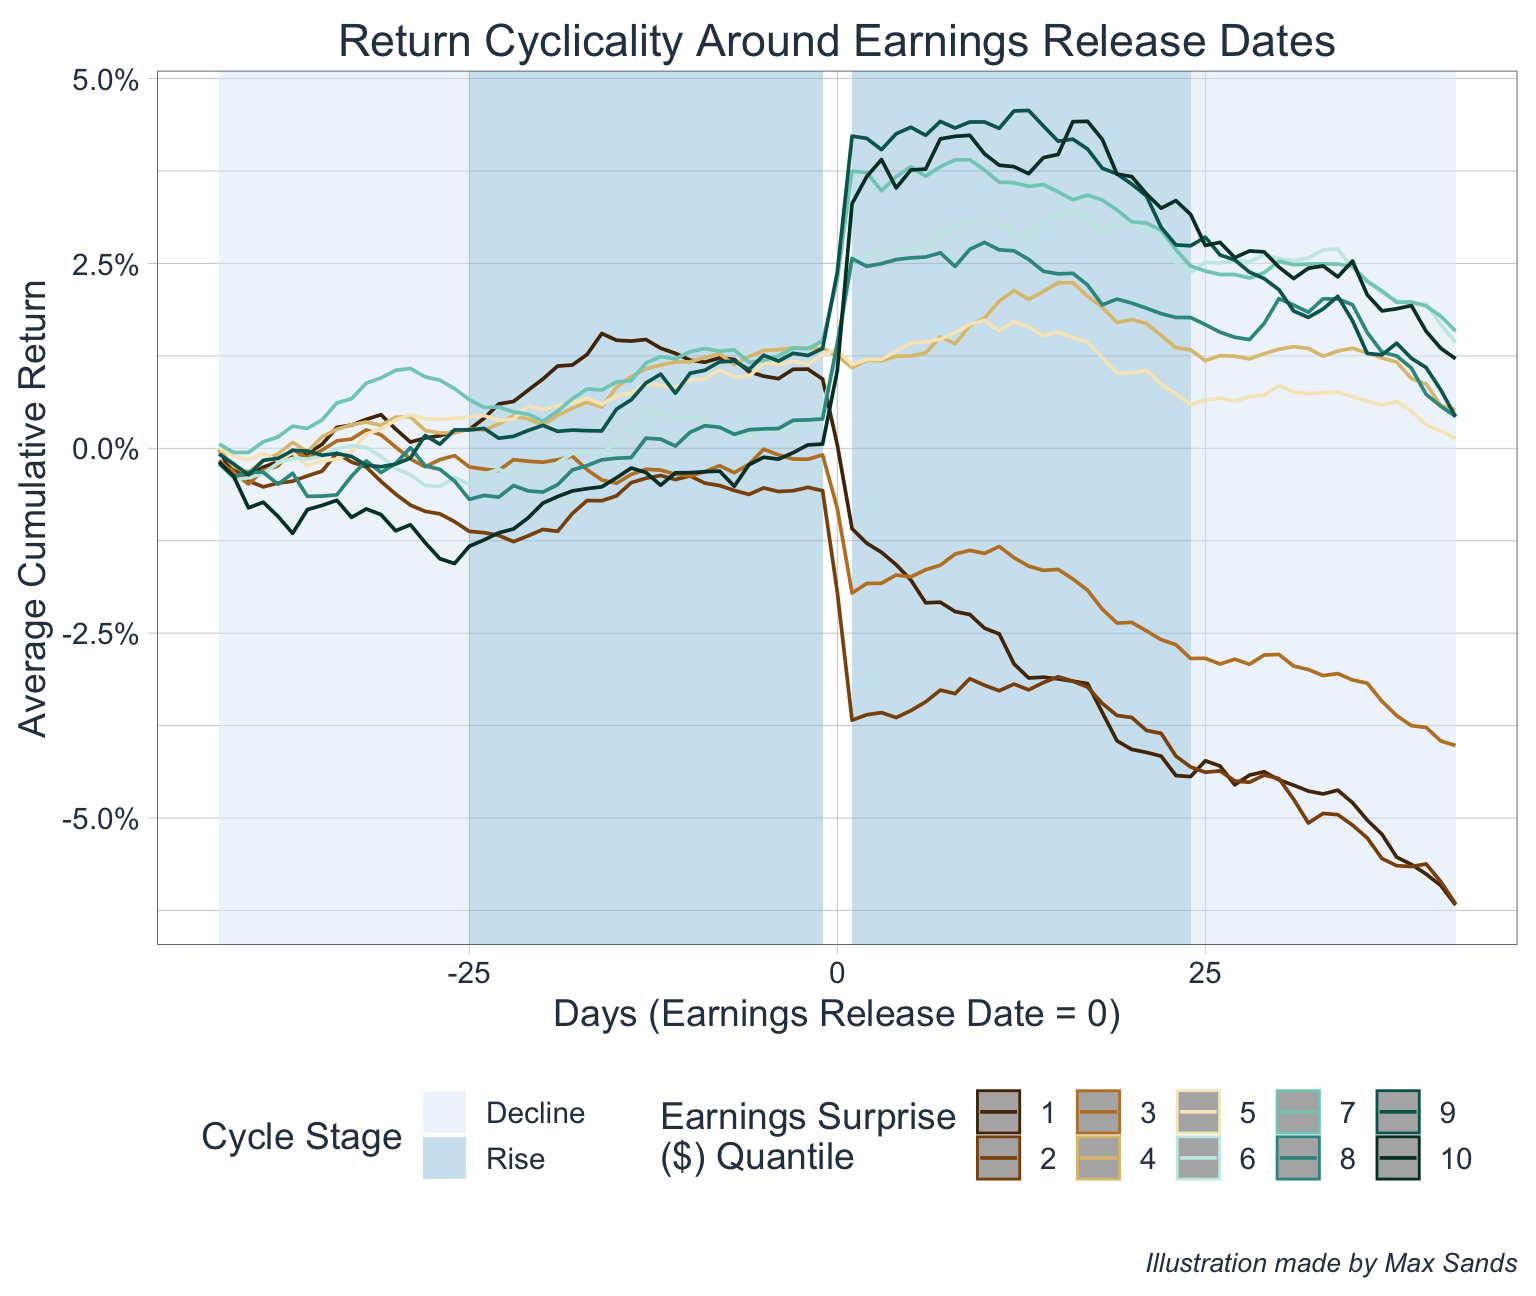 Return Cyclicality Around Earnings Release Dates
Average Cumulative Return
5.0%
2.5%
0.0%
-2.5%
-5.0%
-25 0 25
Days (Earnings Release Date = 0)
Cycle Stage
Decline
Rise
Earnings Surprise
($) Quantile
1 3 5 7 9
2 4 6 8 10
Illustration made by Max Sands